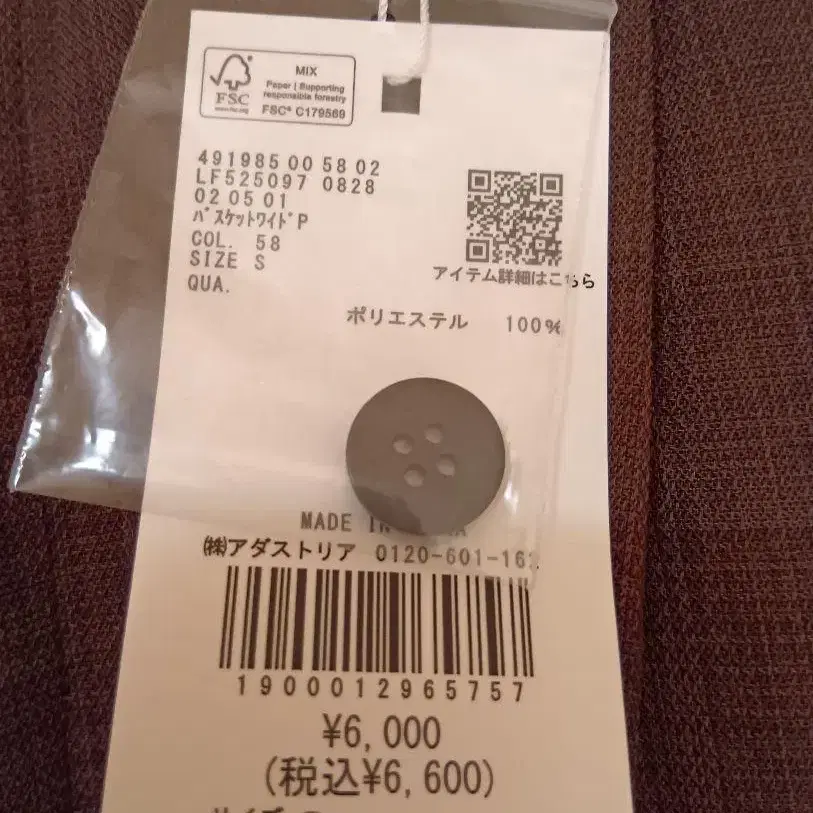 FSC
www.fsc.org
MIX
Paper | Supporting
responsible forestry
FSC® C179569
491985 00 58 02
LF525097 0828
02 05 01
ﾊﾞｽｹｯﾄﾜｲﾄﾞP
COL. 58
SIZE S
QUA.
アイテム詳細はこちら
ポリエステル 100%
MADE IN
㈱アダストリア 0120-601-16
1900012965757
¥6,000
(税込¥6,600)